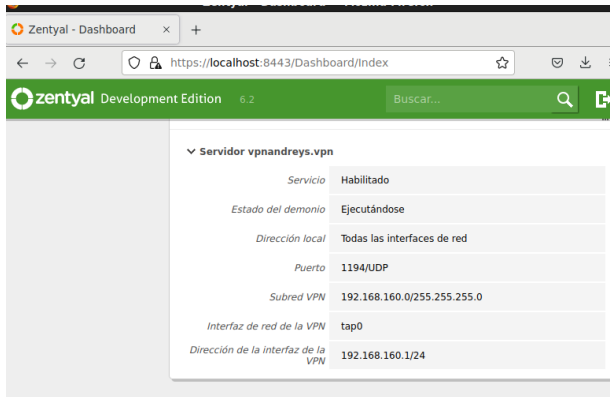 Zentyal - Dashboard
https://localhost:8443/Dashboard/Index
zentyal Development Edition 6.2
Buscar...
Servidor vpnandreys.vpn
Servicio Habilitado
Estado del demonio Ejecutándose
Dirección local Todas las interfaces de red
Puerto 1194/UDP
Subred VPN 192.168.160.0/255.255.255.0
Interfaz de red de la VPN tap0
Dirección de la interfaz de la
VPN 192.168.160.1/24